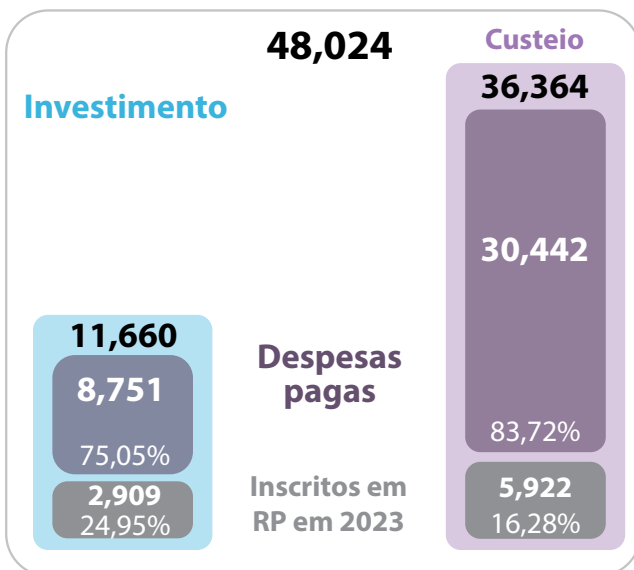 48,024
Custeio
36,364
Investimento
30,442
11,660
8,751
75,05%
Despesas
pagas
83,72%
2,909
24,95%
Inscritos em
RP em 2023
5,922
16,28%